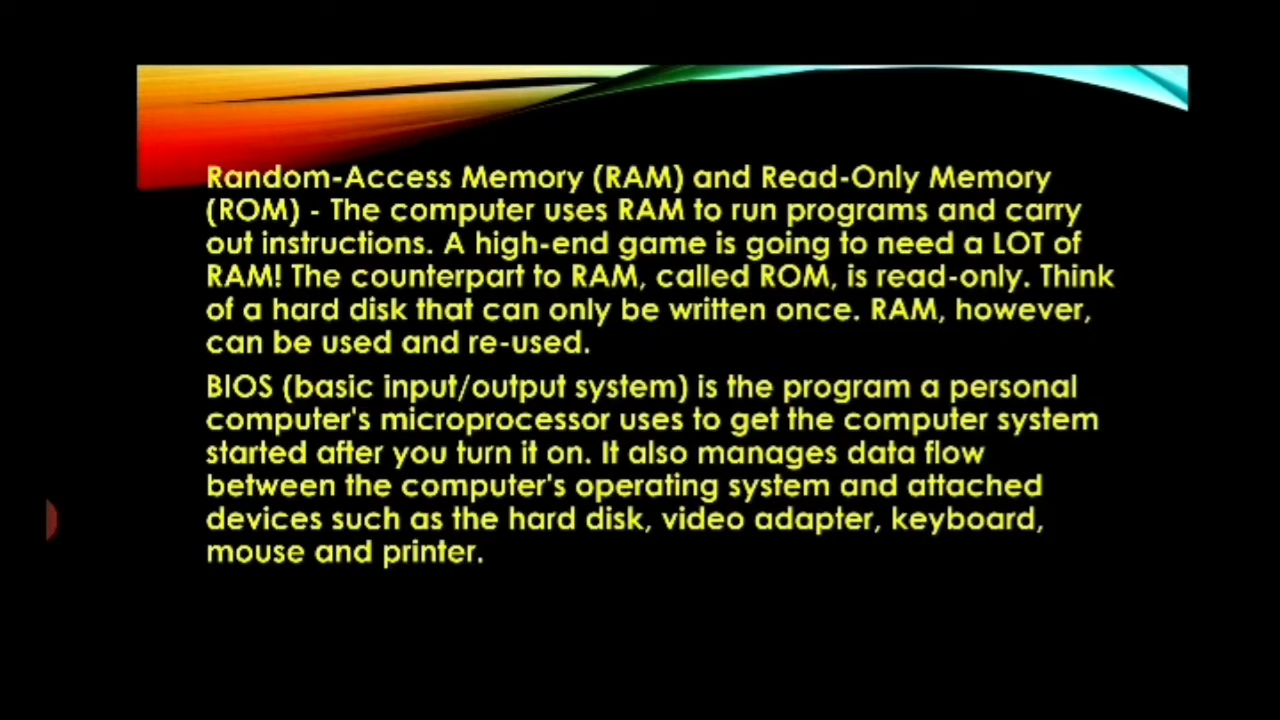 Random-Access Memory (RAM) and Read-Only Memory
(ROM) - The computer uses RAM to run programs and carry
out instructions. A high-end game is going to need a LOT of
RAM! The counterpart to RAM, called ROM, is read-only. Think
of a hard disk that can only be written once. RAM, however,
can be used and re-used.
BIOS (basic input/output system) is the program a personal
computer's microprocessor uses to get the computer system
started after you turn it on. It also manages data flow
between the computer's operating system and attached
devices such as the hard disk, video adapter, keyboard,
mouse and printer.